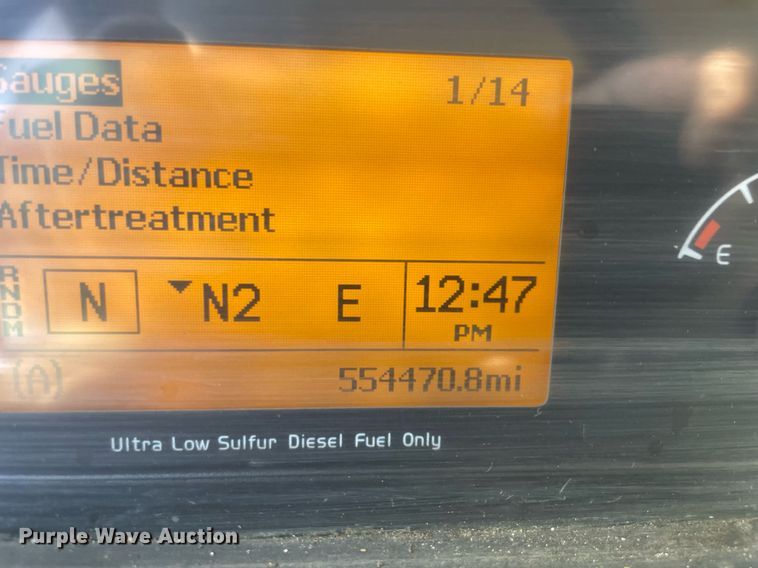 Gauges 1/14
Fuel Data
Time/Distance
Aftertreatment
R
N
D
M
N N2 E 12:47
PM
(A) 554470.8mi
Ultra Low Sulfur Diesel Fuel Only
E
Purple Wave Auction